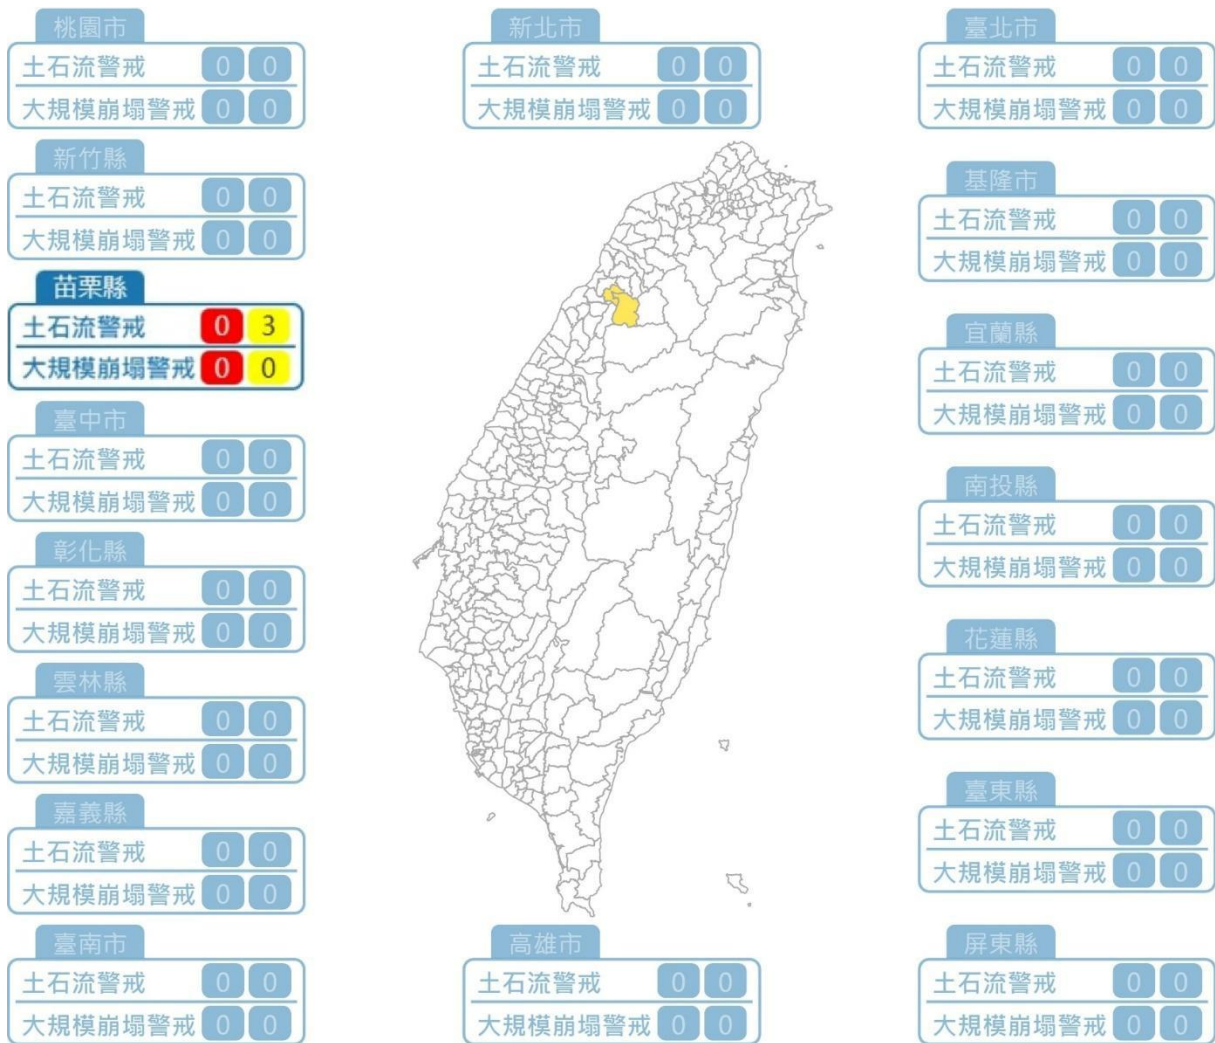 桃園市
土石流警戒 0 0
大規模崩塌警戒 0 0
新北市
土石流警戒 0 0
大規模崩塌警戒 0 0
臺北市
土石流警戒 0 0
大規模崩塌警戒 0 0
新竹縣
土石流警戒 0 0
大規模崩塌警戒 0 0
基隆市
土石流警戒 0 0
大規模崩塌警戒 0 0
苗栗縣
土石流警戒 0 3
大規模崩塌警戒 0 0
宜蘭縣
土石流警戒 0 0
大規模崩塌警戒 0 0
臺中市
土石流警戒 0 0
大規模崩塌警戒 0 0
南投縣
土石流警戒 0 0
大規模崩塌警戒 0 0
彰化縣
土石流警戒 0 0
大規模崩塌警戒 0 0
花蓮縣
土石流警戒 0 0
大規模崩塌警戒 0 0
雲林縣
土石流警戒 0 0
大規模崩塌警戒 0 0
臺東縣
土石流警戒 0 0
大規模崩塌警戒 0 0
嘉義縣
土石流警戒 0 0
大規模崩塌警戒 0 0
臺南市
土石流警戒 0 0
大規模崩塌警戒 0 0
高雄市
土石流警戒 0 0
大規模崩塌警戒 0 0
屏東縣
土石流警戒 0 0
大規模崩塌警戒 0 0